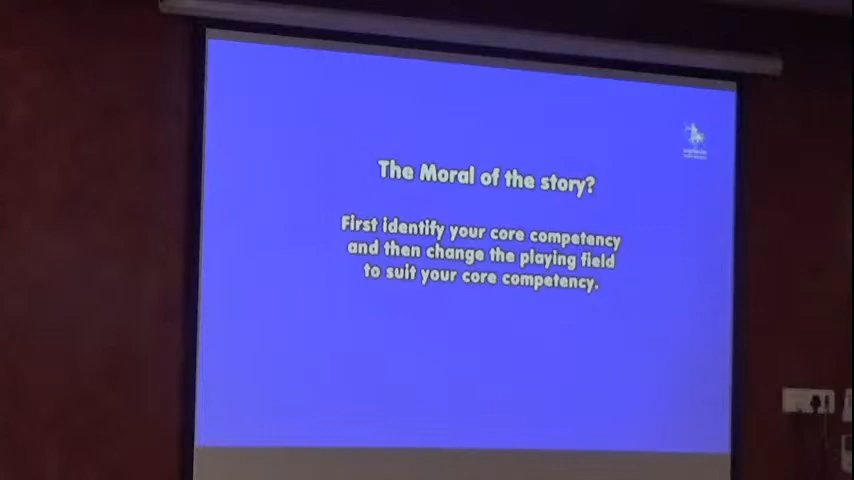 The Moral of the story?
First identify your core competency
and then change the playing field
to suit your core competency.